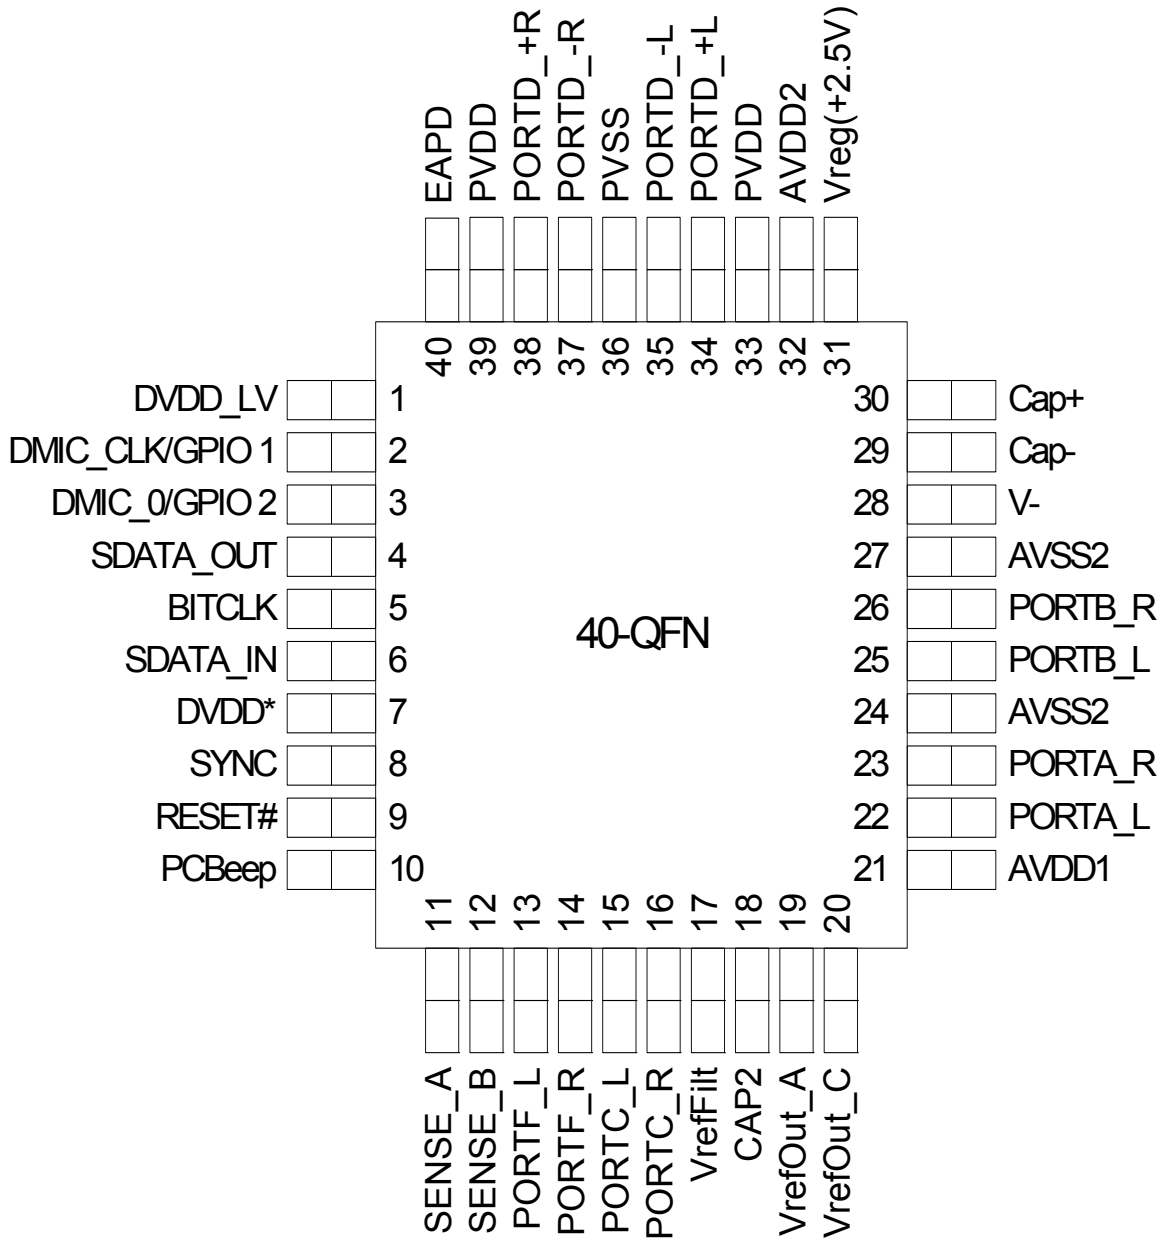 EAPD
PVDD
PORTD_+R
PORTD_-R
PVSS
PORTD_-L
PORTD_+L
PVDD
AVDD2
Vreg(+2.5V)
40
39
38
37
36
35
34
33
32
31
DVDD_LV 1
DMIC_CLK/GPIO 1 2
DMIC_0/GPIO 2 3
SDATA_OUT 4
BITCLK 5
SDATA_IN 6
DVDD* 7
SYNC 8
RESET# 9
PCBeep 10
40-QFN
30 Cap+
29 Cap-
28 V-
27 AVSS2
26 PORTB_R
25 PORTB_L
24 AVSS2
23 PORTA_R
22 PORTA_L
21 AVDD1
11
12
13
14
15
16
17
18
19
20
SENSE_A
SENSE_B
PORTF_L
PORTF_R
PORTC_L
PORTC_R
VrefFilt
CAP2
VrefOut_A
VrefOut_C